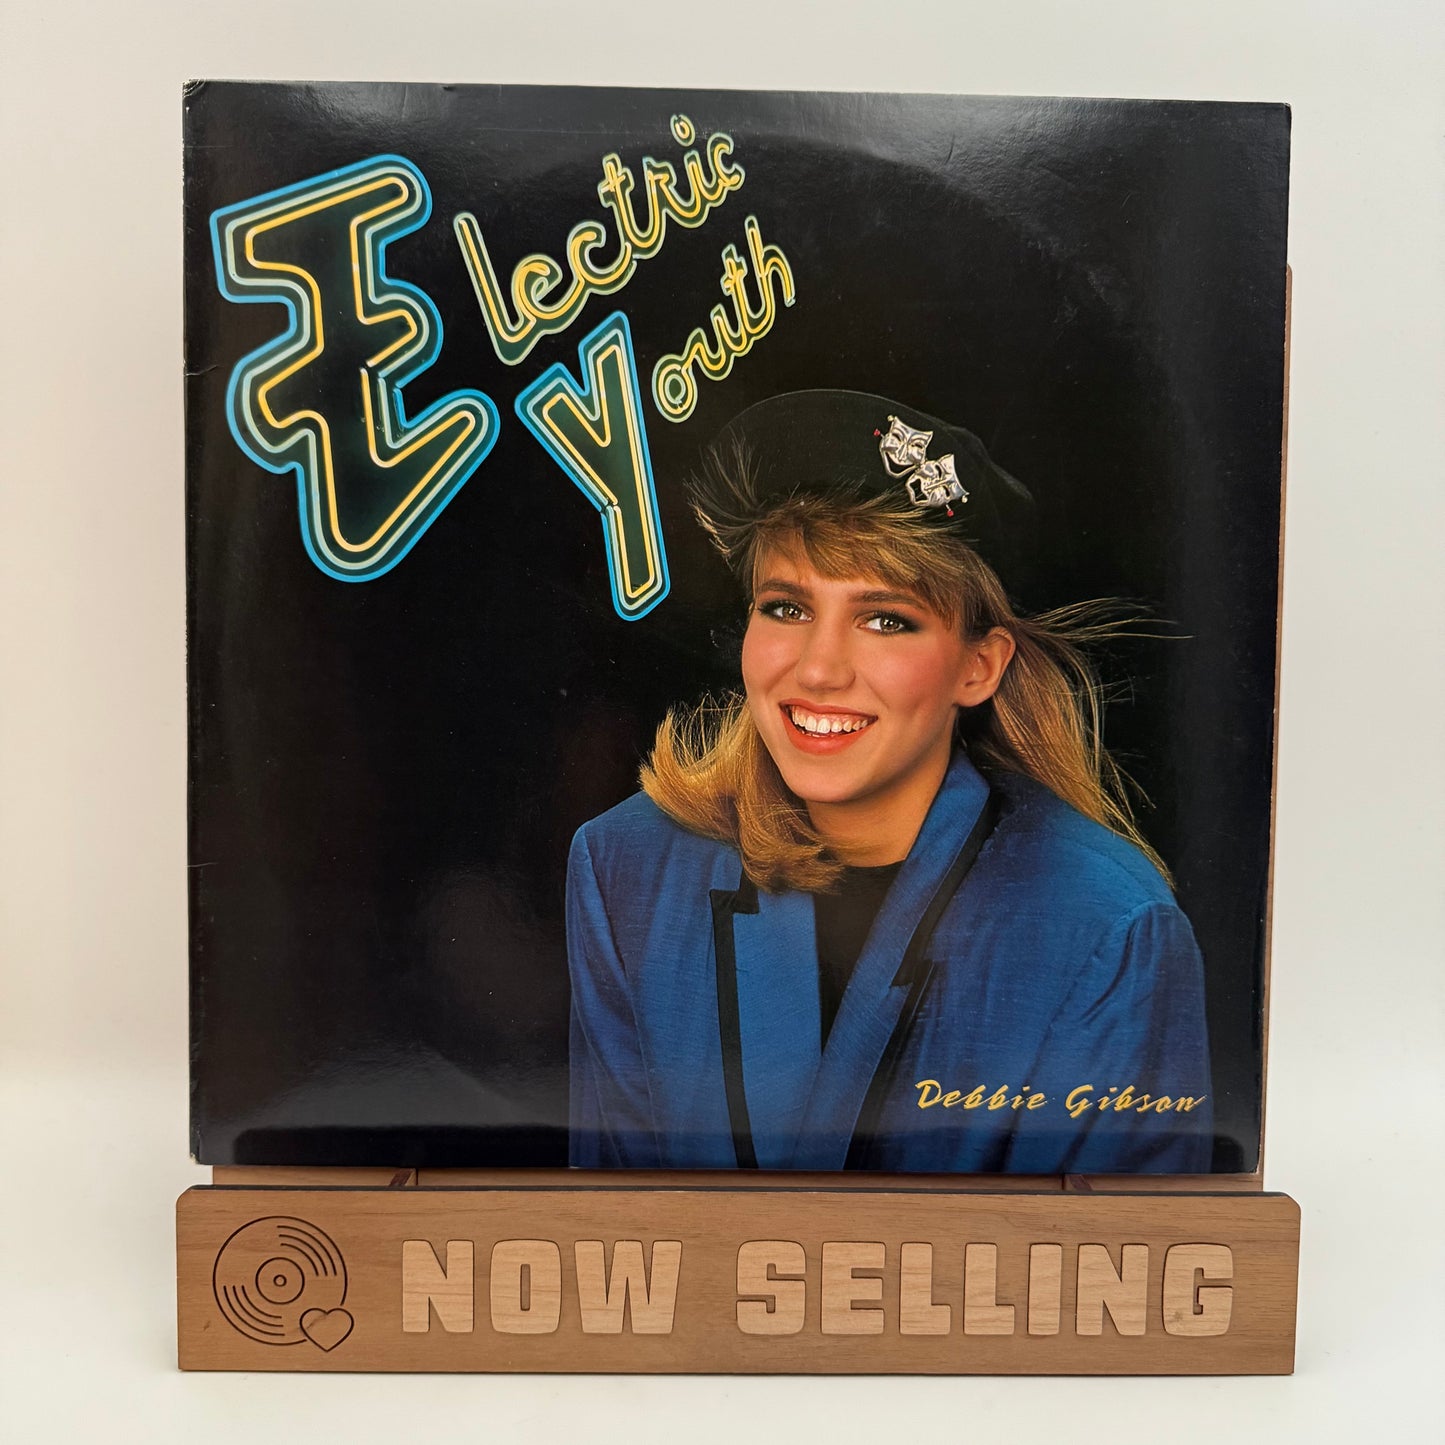 Electric
Youth
Debbie Gibson
NOW SELLING